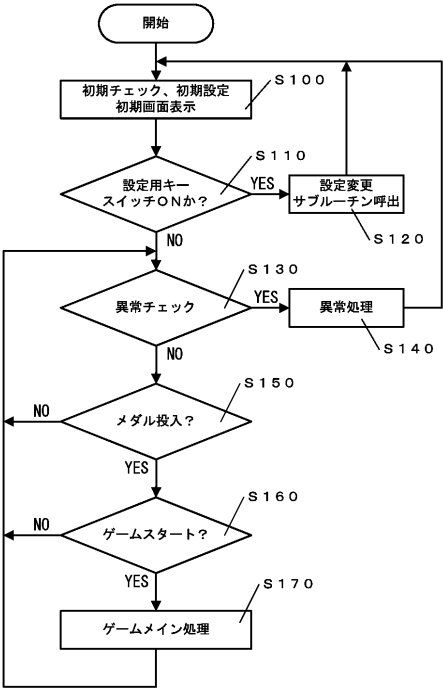 開始
初期チェック、初期設定
初期画面表示
S100
設定用キー
スイッチONか？
S110
YES
設定変更
サブルーチン呼出
S120
NO
異常チェック
S130
YES
異常処理
S140
NO
メダル投入？
S150
NO
YES
ゲームスタート？
S160
NO
YES
ゲームメイン処理
S170